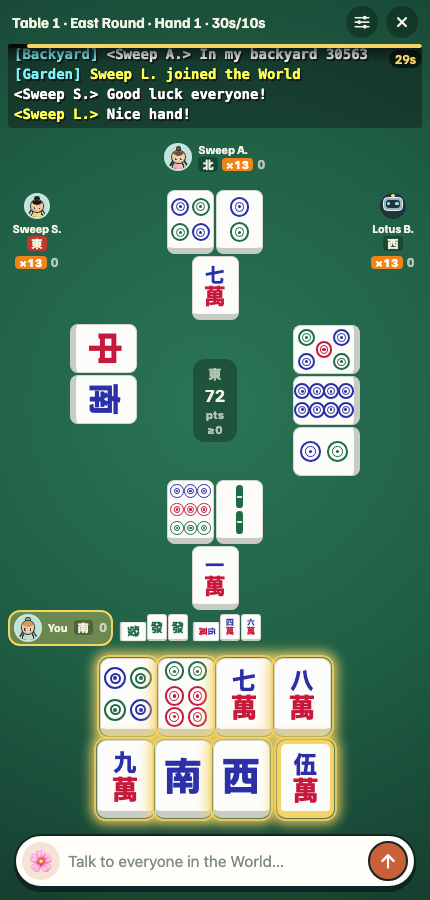 Table 1 · East Round · Hand 1 · 30s/10s
[Backyard] <Sweep A.> In my backyard 30563
29s
[Garden] Sweep L. joined the World
<Sweep S.> Good luck everyone!
<Sweep L.> Nice hand!
Sweep A.
北 ×13 0
Sweep S.
東
×13 0
Lotus B.
西
×13 0
七萬
中
南
東
72
pts
≥0
一萬
You 南 0
發 發 四萬 六萬
七萬 八萬
九萬 南 西 伍萬
Talk to everyone in the World...